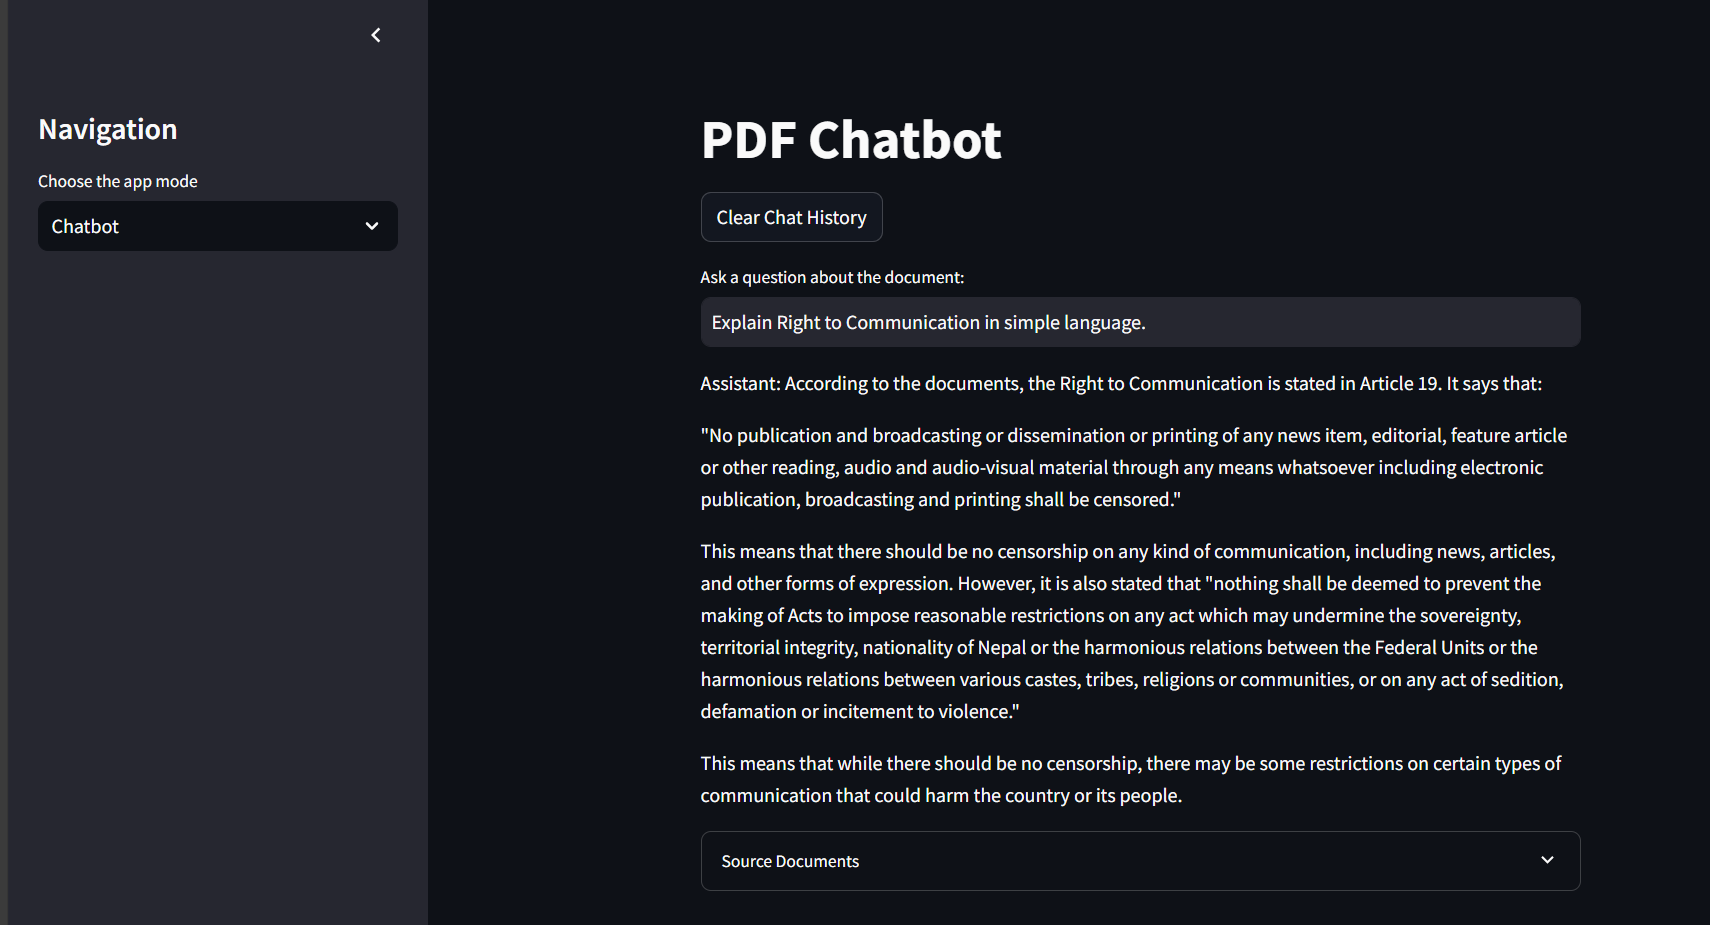 Navigation
Choose the app mode
Chatbot
PDF Chatbot
Clear Chat History
Ask a question about the document:
Explain Right to Communication in simple language.
Assistant: According to the documents, the Right to Communication is stated in Article 19. It says that:
"No publication and broadcasting or dissemination or printing of any news item, editorial, feature article
or other reading, audio and audio-visual material through any means whatsoever including electronic
publication, broadcasting and printing shall be censored."
This means that there should be no censorship on any kind of communication, including news, articles,
and other forms of expression. However, it is also stated that "nothing shall be deemed to prevent the
making of Acts to impose reasonable restrictions on any act which may undermine the sovereignty,
territorial integrity, nationality of Nepal or the harmonious relations between the Federal Units or the
harmonious relations between various castes, tribes, religions or communities, or on any act of sedition,
defamation or incitement to violence."
This means that while there should be no censorship, there may be some restrictions on certain types of
communication that could harm the country or its people.
Source Documents